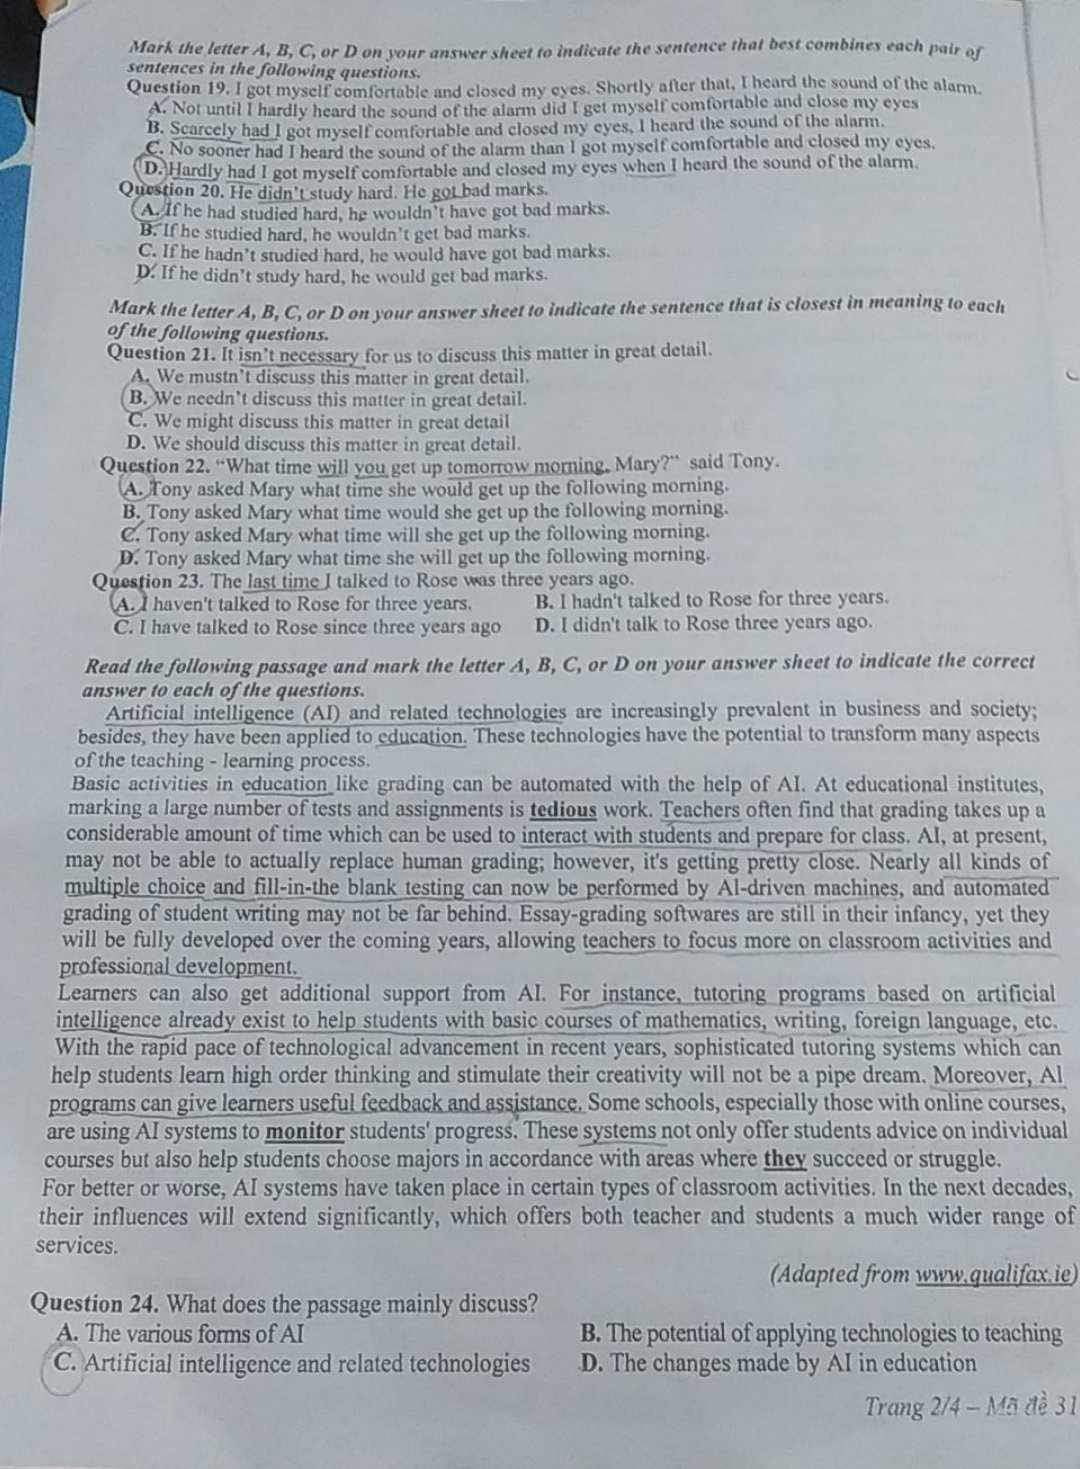 Mark the letter A, B, C, or D on your answer sheet to indicate the sentence that best combines each pair of
sentences in the following questions.
Question 19. I got myself comfortable and closed my eyes. Shortly after that, I heard the sound of the alarm.
A. Not until I hardly heard the sound of the alarm did I get myself comfortable and close my eyes
B. Scarcely had I got myself comfortable and closed my eyes, I heard the sound of the alarm.
C. No sooner had I heard the sound of the alarm than I got myself comfortable and closed my eyes.
D. Hardly had I got myself comfortable and closed my eyes when I heard the sound of the alarm.
Question 20. He didn't study hard. He got bad marks.
A. If he had studied hard, he wouldn't have got bad marks.
B. If he studied hard, he wouldn't get bad marks.
C. If he hadn't studied hard, he would have got bad marks.
D. If he didn't study hard, he would get bad marks.
Mark the letter A, B, C, or D on your answer sheet to indicate the sentence that is closest in meaning to each
of the following questions.
Question 21. It isn't necessary for us to discuss this matter in great detail.
A. We mustn't discuss this matter in great detail.
B. We needn't discuss this matter in great detail.
C. We might discuss this matter in great detail
D. We should discuss this matter in great detail.
Question 22. “What time will you get up tomorrow morning, Mary?“ said Tony.
A. Tony asked Mary what time she would get up the following morning.
B. Tony asked Mary what time would she get up the following morning.
C. Tony asked Mary what time will she get up the following morning.
D. Tony asked Mary what time she will get up the following morning.
Question 23. The last time I talked to Rose was three years ago.
A. I haven't talked to Rose for three years. B. I hadn't talked to Rose for three years.
C. I have talked to Rose since three years ago D. I didn't talk to Rose three years ago.
Read the following passage and mark the letter A, B, C, or D on your answer sheet to indicate the correct
answer to each of the questions.
Artificial intelligence (AI) and related technologies are increasingly prevalent in business and society;
besides, they have been applied to education. These technologies have the potential to transform many aspects
of the teaching - learning process.
Basic activities in education like grading can be automated with the help of AI. At educational institutes,
marking a large number of tests and assignments is tedious work. Teachers often find that grading takes up a
considerable amount of time which can be used to interact with students and prepare for class. AI, at present,
may not be able to actually replace human grading; however, it's getting pretty close. Nearly all kinds of
multiple choice and fill-in-the blank testing can now be performed by AI-driven machines, and automated
grading of student writing may not be far behind. Essay-grading softwares are still in their infancy, yet they
will be fully developed over the coming years, allowing teachers to focus more on classroom activities and
professional development.
Learners can also get additional support from AI. For instance, tutoring programs based on artificial
intelligence already exist to help students with basic courses of mathematics, writing, foreign language, etc.
With the rapid pace of technological advancement in recent years, sophisticated tutoring systems which can
help students learn high order thinking and stimulate their creativity will not be a pipe dream. Moreover, AI
programs can give learners useful feedback and assistance. Some schools, especially those with online courses,
are using AI systems to monitor students' progress. These systems not only offer students advice on individual
courses but also help students choose majors in accordance with areas where they succeed or struggle.
For better or worse, AI systems have taken place in certain types of classroom activities. In the next decades,
their influences will extend significantly, which offers both teacher and students a much wider range of
services.
(Adapted from www.qualifax.ie)
Question 24. What does the passage mainly discuss?
A. The various forms of AI B. The potential of applying technologies to teaching
C. Artificial intelligence and related technologies D. The changes made by AI in education
Trang 2/4 – Mã đề 31